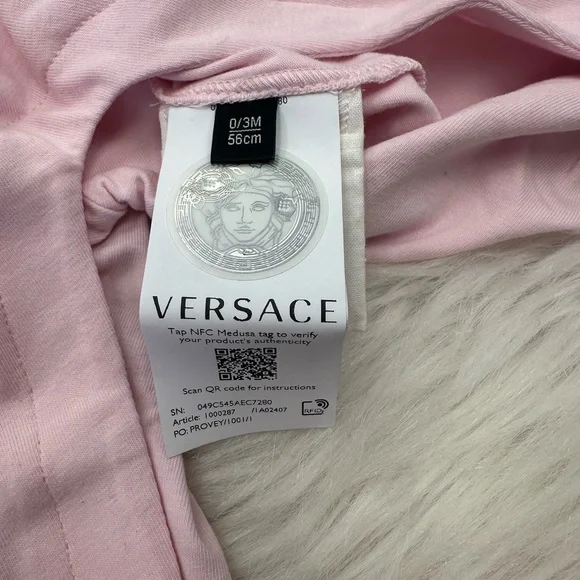 80
0/3M
56cm
VERSACE
Tap NFC Medusa tag to verify
your product's authenticity
Scan QR code for instructions
SN: 049C545AEC7280
Article: 1000287 /1A02407
PO: PROVEY/1001/1
RFID